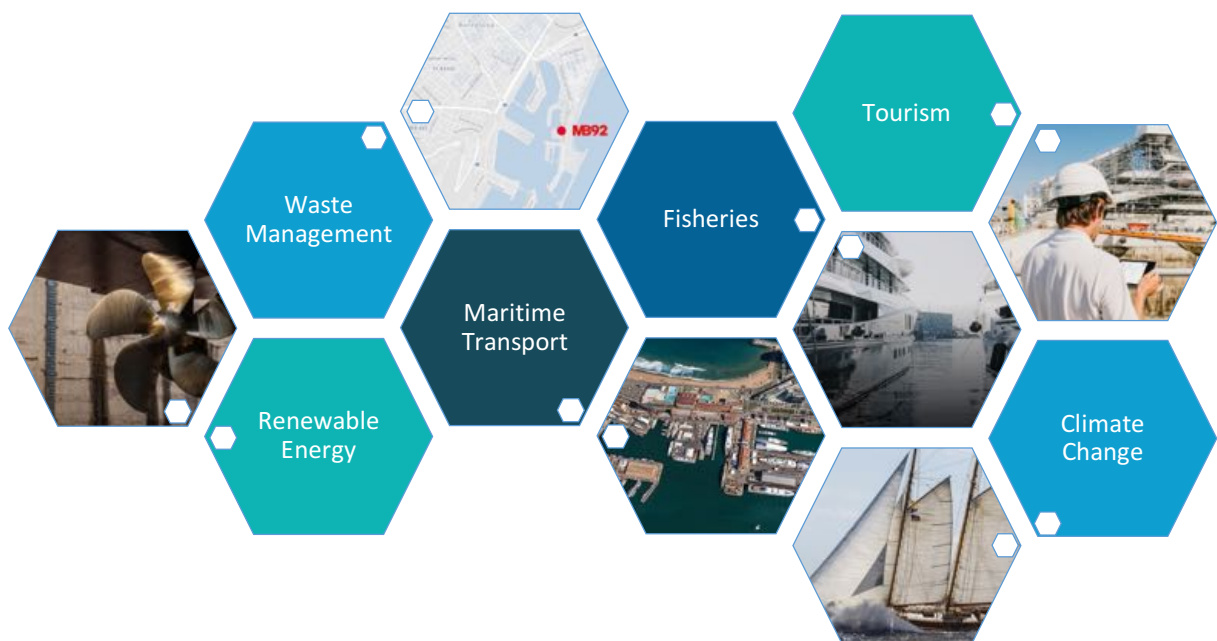 Tourism
MB92
Waste
Management
Fisheries
Maritime
Transport
Renewable
Energy
Climate
Change